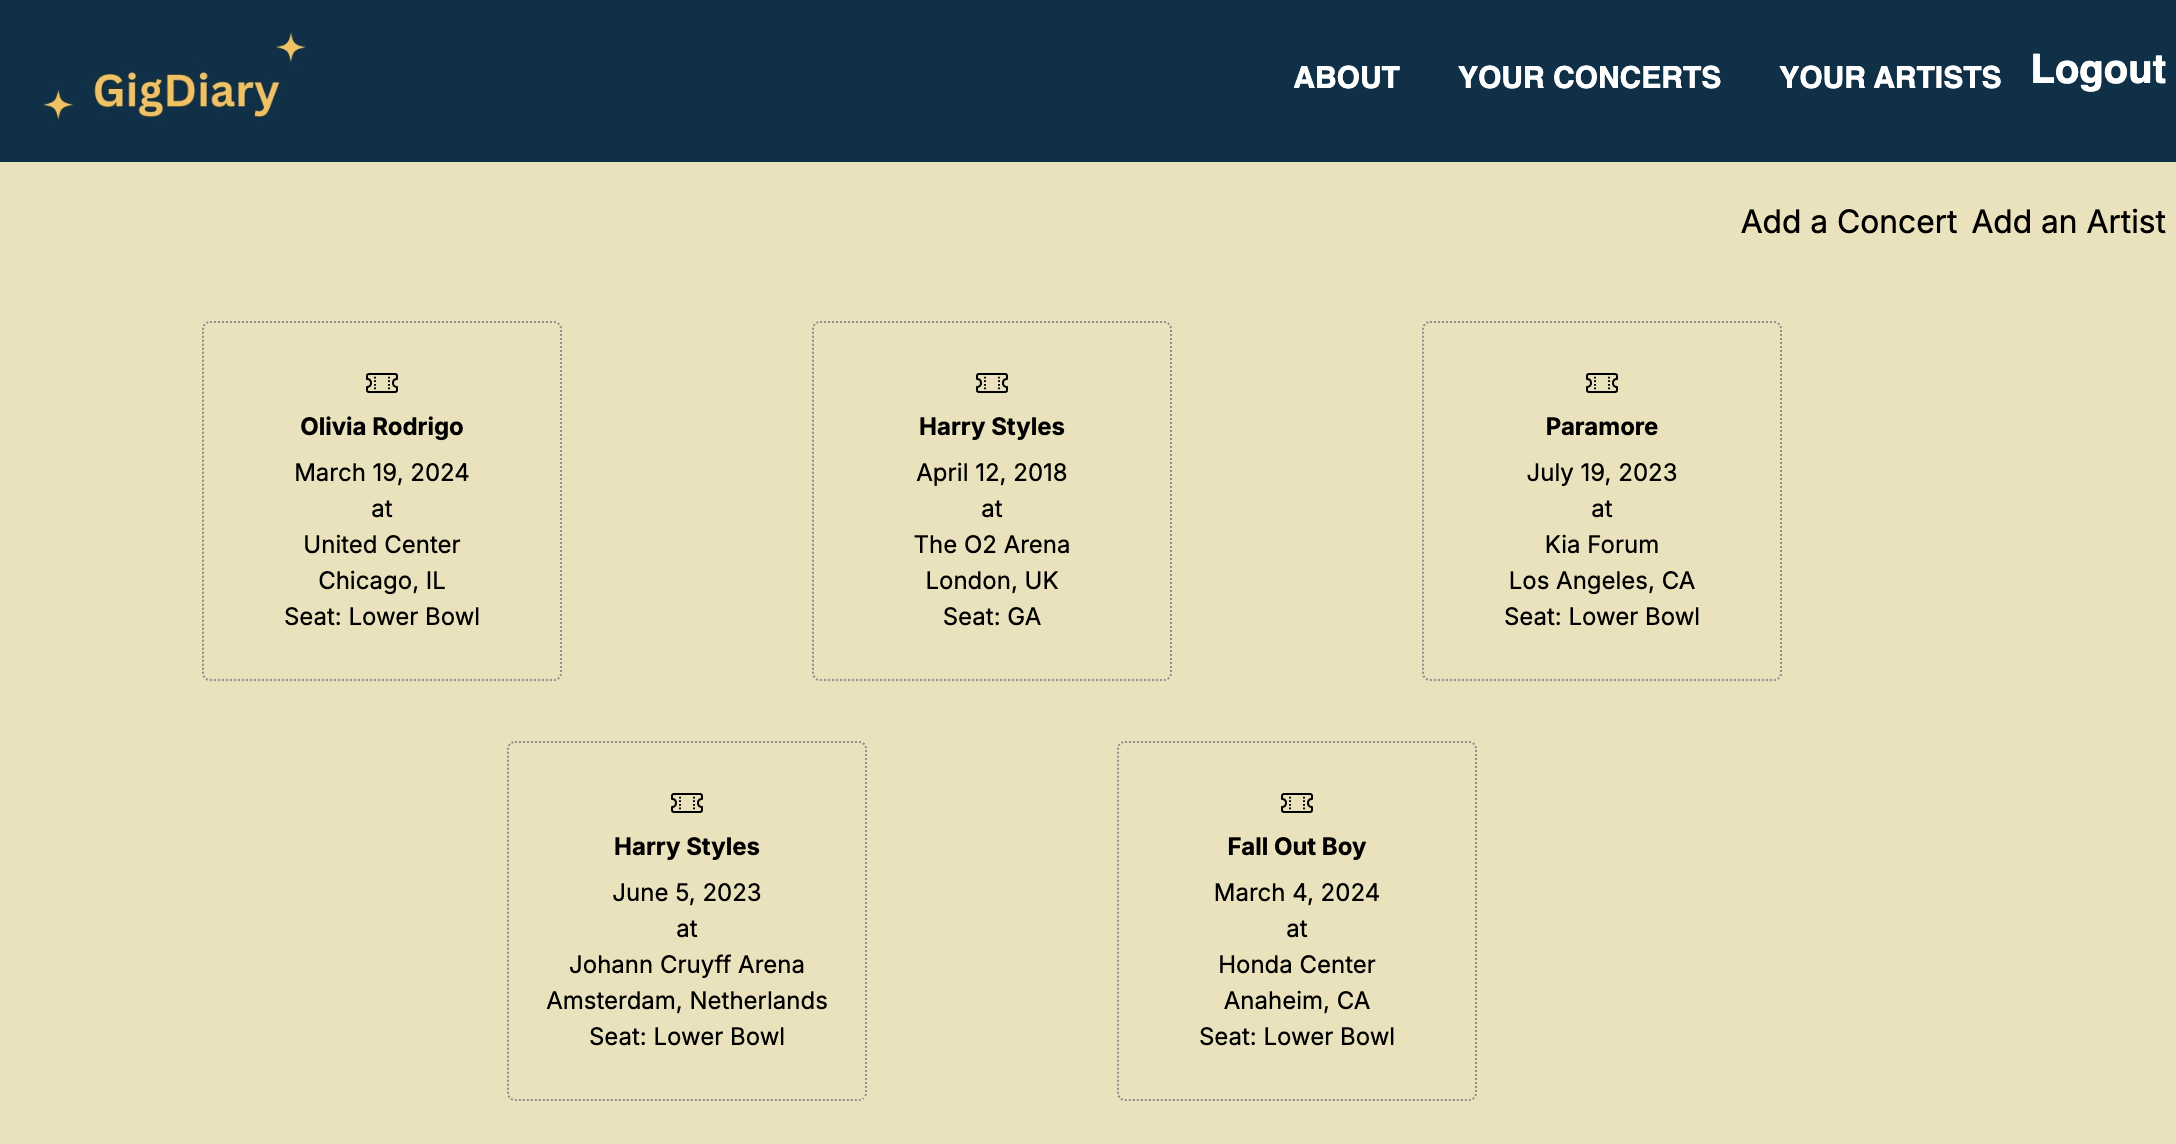 GigDiary
ABOUT YOUR CONCERTS YOUR ARTISTS Logout
Add a Concert Add an Artist
Olivia Rodrigo
March 19, 2024
at
United Center
Chicago, IL
Seat: Lower Bowl
Harry Styles
April 12, 2018
at
The O2 Arena
London, UK
Seat: GA
Paramore
July 19, 2023
at
Kia Forum
Los Angeles, CA
Seat: Lower Bowl
Harry Styles
June 5, 2023
at
Johann Cruyff Arena
Amsterdam, Netherlands
Seat: Lower Bowl
Fall Out Boy
March 4, 2024
at
Honda Center
Anaheim, CA
Seat: Lower Bowl